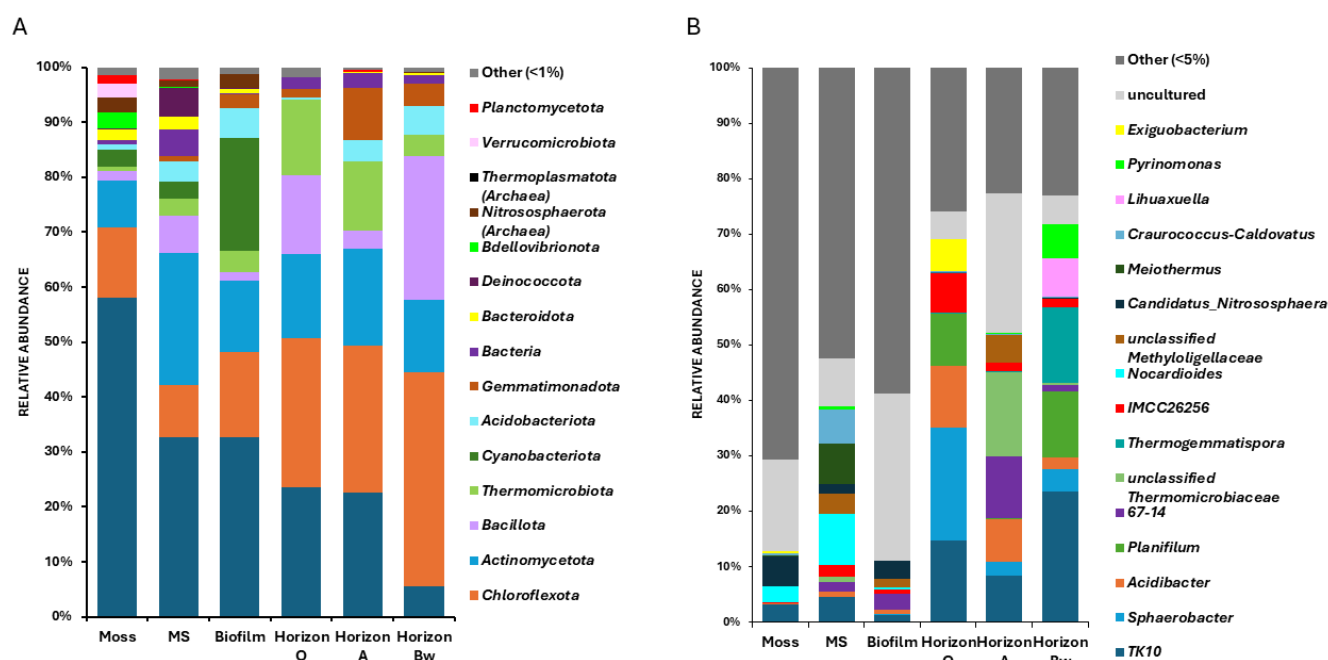 A
B
100%
90%
80%
70%
60%
50%
40%
30%
20%
10%
0%
RELATIVE ABUNDANCE
Moss
MS
Biofilm
Horizon
O
Horizon
A
Horizon
Bw
Other (<1%)
Planctomycetota
Verrucomicrobiota
Thermoplasmatota
(Archaea)
Nitrososphaerota
(Archaea)
Bdellovibrionota
Deinococcota
Bacteroidota
Bacteria
Gemmatimonadota
Acidobacteriota
Cyanobacteriota
Thermomicrobiota
Bacillota
Actinomycetota
Chloroflexota
100%
90%
80%
70%
60%
50%
40%
30%
20%
10%
0%
RELATIVE ABUNDANCE
Moss
MS
Biofilm
Horizon
O
Horizon
A
Horizon
Bw
Other (<5%)
uncultured
Exiguobacterium
Pyrinomonas
Lihuaxuella
Craurococcus-Caldovatus
Meiothermus
Candidatus_Nitrososphaera
unclassified
Methyloligellaceae
Nocardioides
IMCC26256
Thermogemmatispora
unclassified
Thermomicrobiaceae
67-14
Planifilum
Acidibacter
Sphaerobacter
TK10